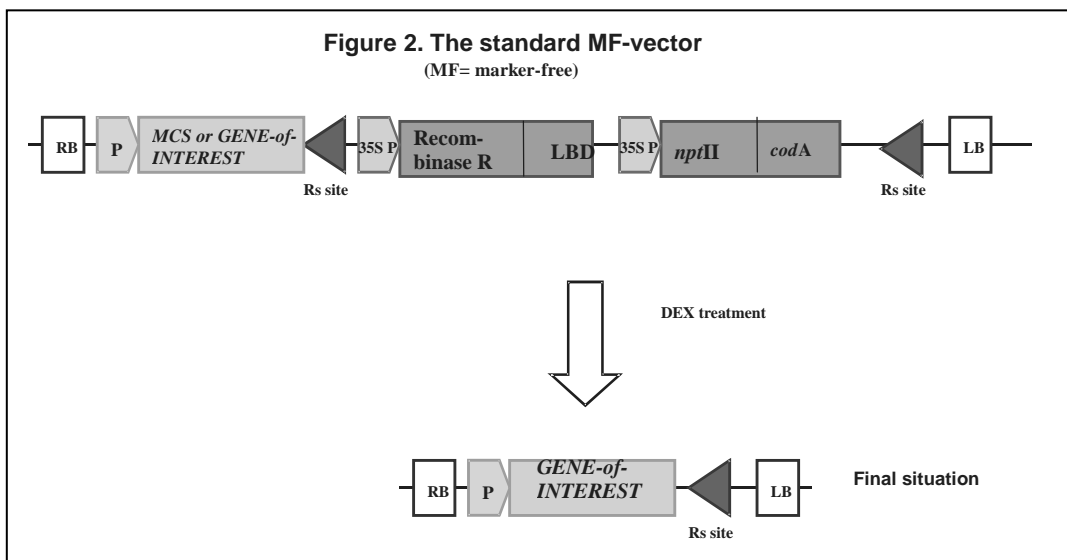 Figure 2. The standard MF-vector
(MF= marker-free)
RB
P
MCS or GENE-of-
INTEREST
Rs site
35S P
Recom-
binase R
LBD
35S P
nptII
codA
Rs site
LB
DEX treatment
RB
P
GENE-of-
INTEREST
Rs site
LB
Final situation